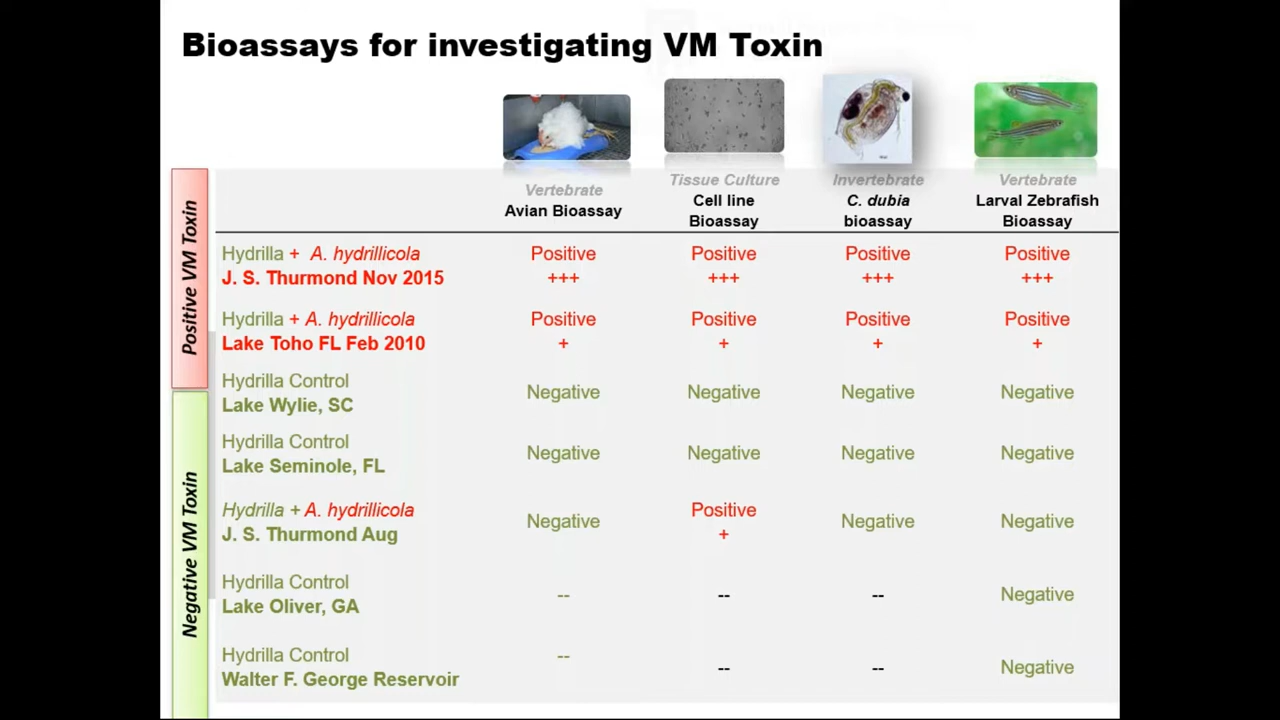 Bioassays for investigating VM Toxin
Vertebrate
Avian Bioassay
Tissue Culture
Cell line
Bioassay
Invertebrate
C. dubia
bioassay
Vertebrate
Larval Zebrafish
Bioassay
Positive VM Toxin
Hydrilla + A. hydrillicola
J. S. Thurmond Nov 2015
Positive
+++
Positive
+++
Positive
+++
Positive
+++
Hydrilla + A. hydrillicola
Lake Toho FL Feb 2010
Positive
+
Positive
+
Positive
+
Positive
+
Negative VM Toxin
Hydrilla Control
Lake Wylie, SC
Negative
Negative
Negative
Negative
Hydrilla Control
Lake Seminole, FL
Negative
Negative
Negative
Negative
Hydrilla + A. hydrillicola
J. S. Thurmond Aug
Negative
Positive
+
Negative
Negative
Hydrilla Control
Lake Oliver, GA
--
--
--
Negative
Hydrilla Control
Walter F. George Reservoir
--
--
--
Negative